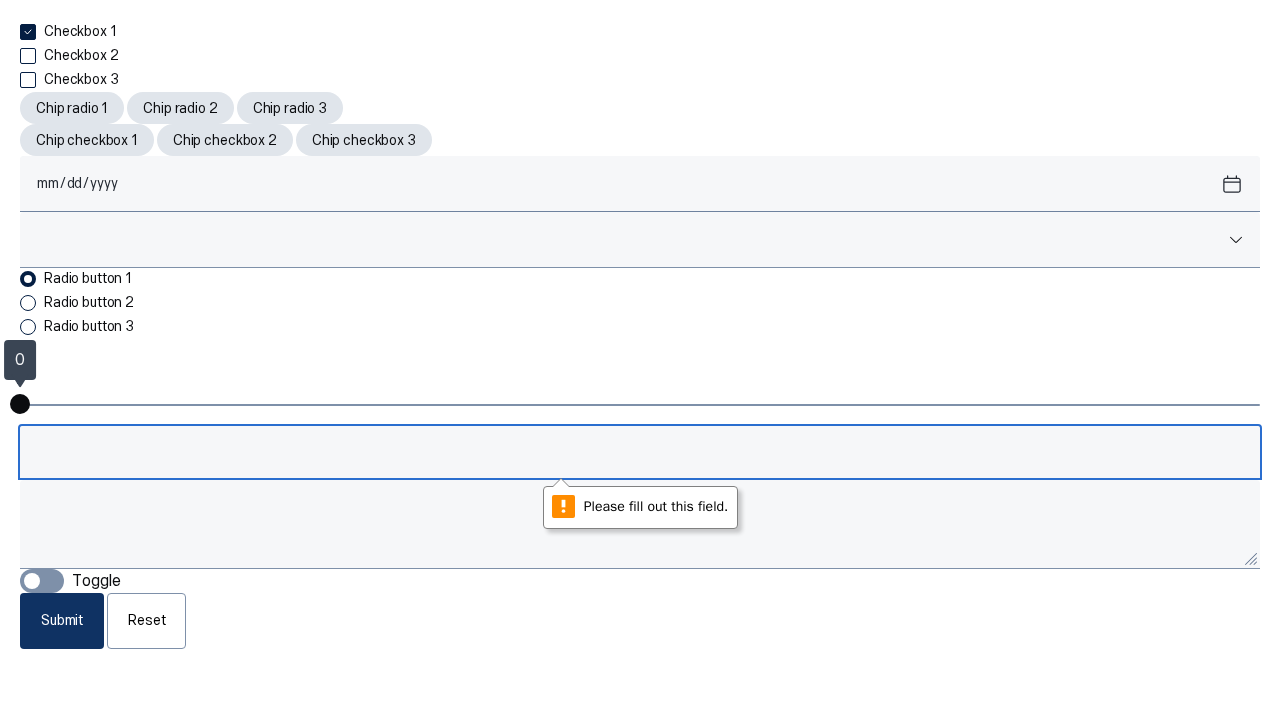 Checkbox 1
Checkbox 2
Checkbox 3
Chip radio 1 Chip radio 2 Chip radio 3
Chip checkbox 1 Chip checkbox 2 Chip checkbox 3
mm/dd/yyyy
Radio button 1
Radio button 2
Radio button 3
0
Please fill out this field.
Toggle
Submit Reset